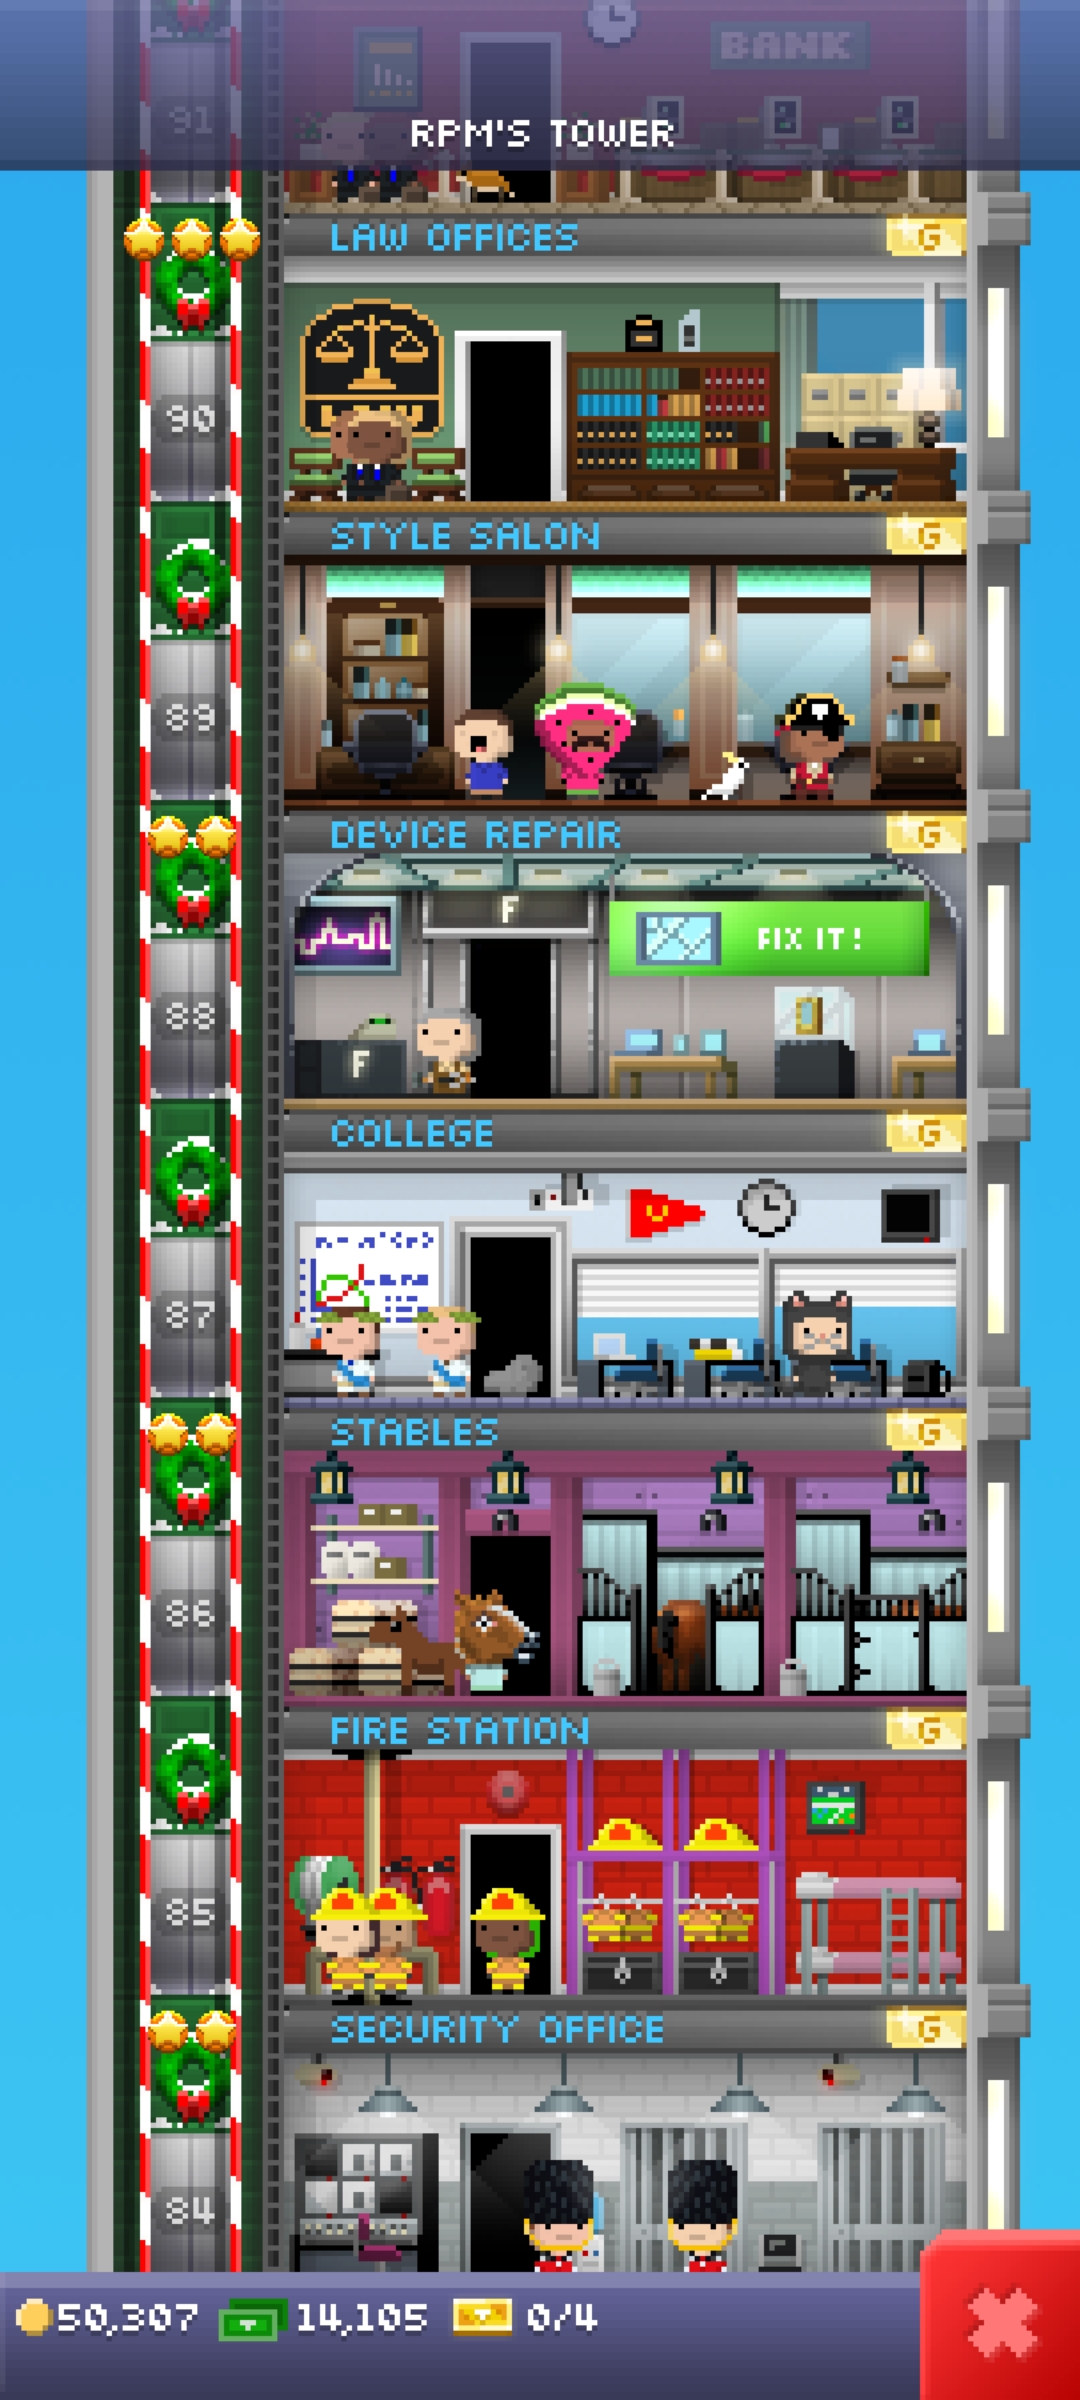 BANK
91
RPM'S TOWER
LAW OFFICES
G
90
STYLE SALON
G
89
DEVICE REPAIR
G
F
FIX IT!
88
F
COLLEGE
G
U
87
STABLES
G
86
FIRE STATION
G
85
SECURITY OFFICE
G
84
50,307
14,105
0/4